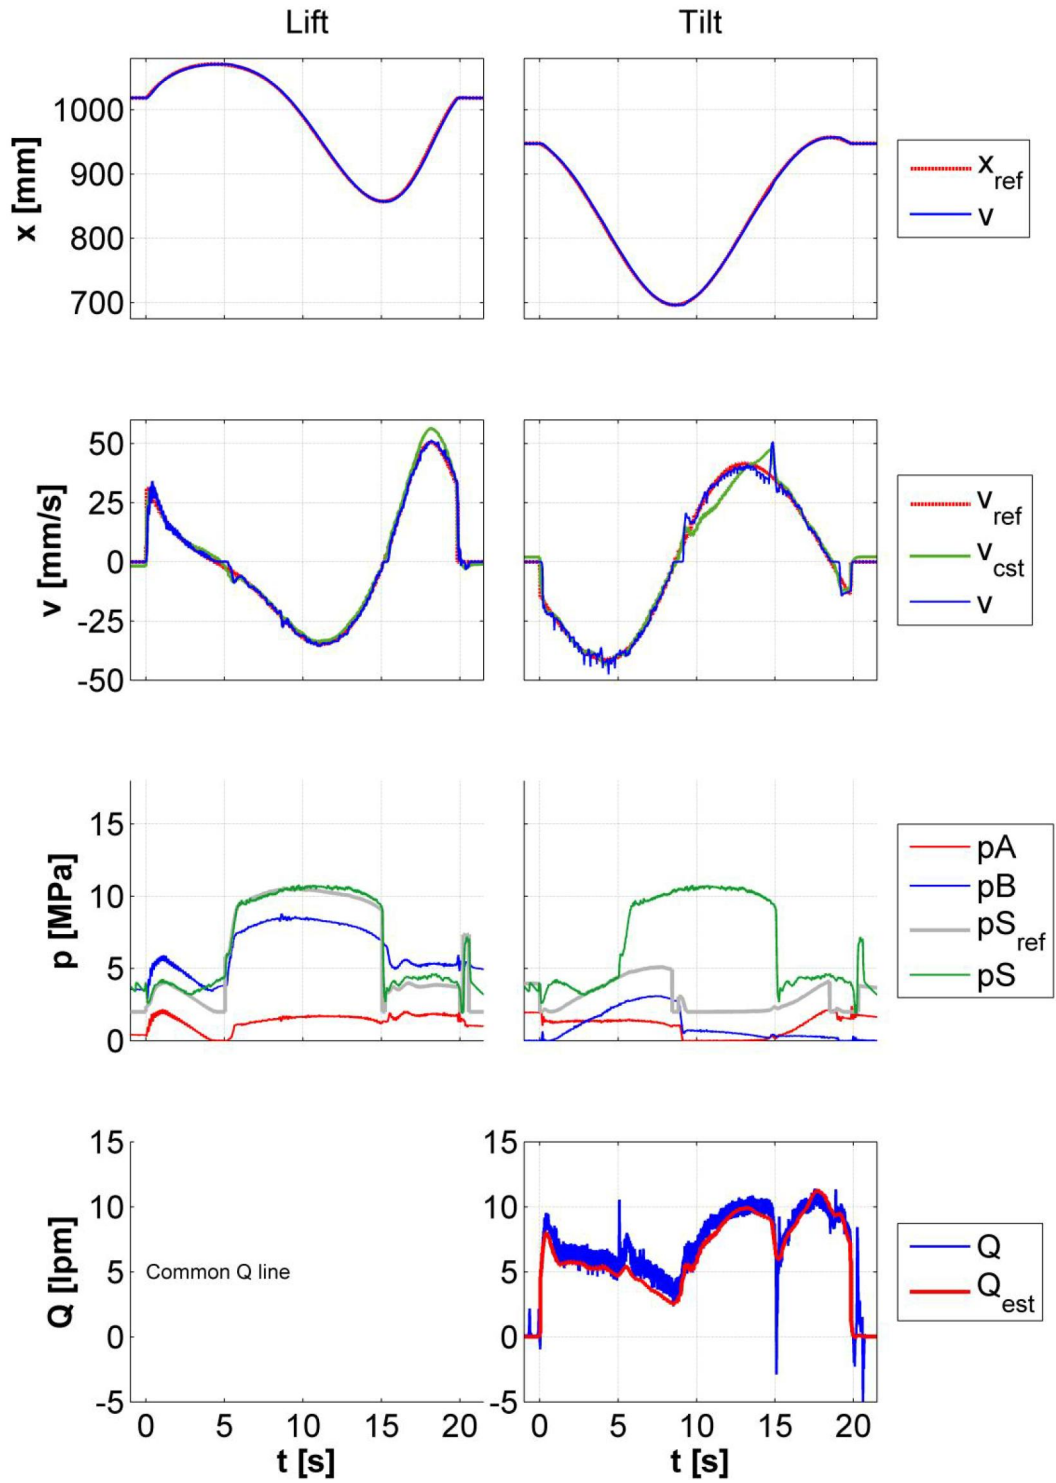 Lift
Tilt
x [mm]
1000
900
800
700
x_ref
v
v [mm/s]
50
25
0
-25
-50
v_ref
v_cst
v
p [MPa]
15
10
5
0
pA
pB
pS_ref
pS
Q [lpm]
15
10
5
0
-5
Common Q line
15
10
5
0
-5
Q
Q_est
0 5 10 15 20
0 5 10 15 20
t [s]
t [s]